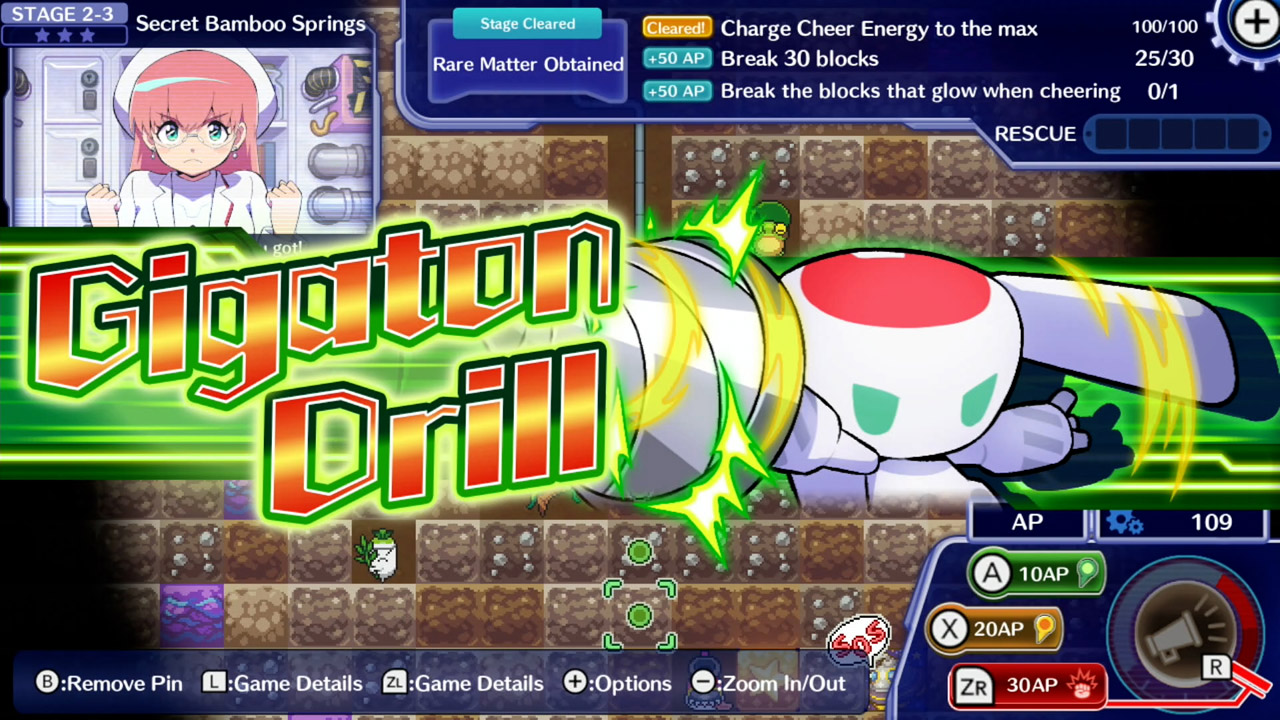 STAGE 2-3
Secret Bamboo Springs
Stage Cleared
Rare Matter Obtained
Cleared!
Charge Cheer Energy to the max
100/100
+50 AP
Break 30 blocks
25/30
+50 AP
Break the blocks that glow when cheering
0/1
RESCUE
got!
Gigaton
Drill
AP
109
A
10AP
X
20AP
SOS
R
ZR
30AP
B:Remove Pin
L:Game Details
ZL:Game Details
+:Options
-:Zoom In/Out